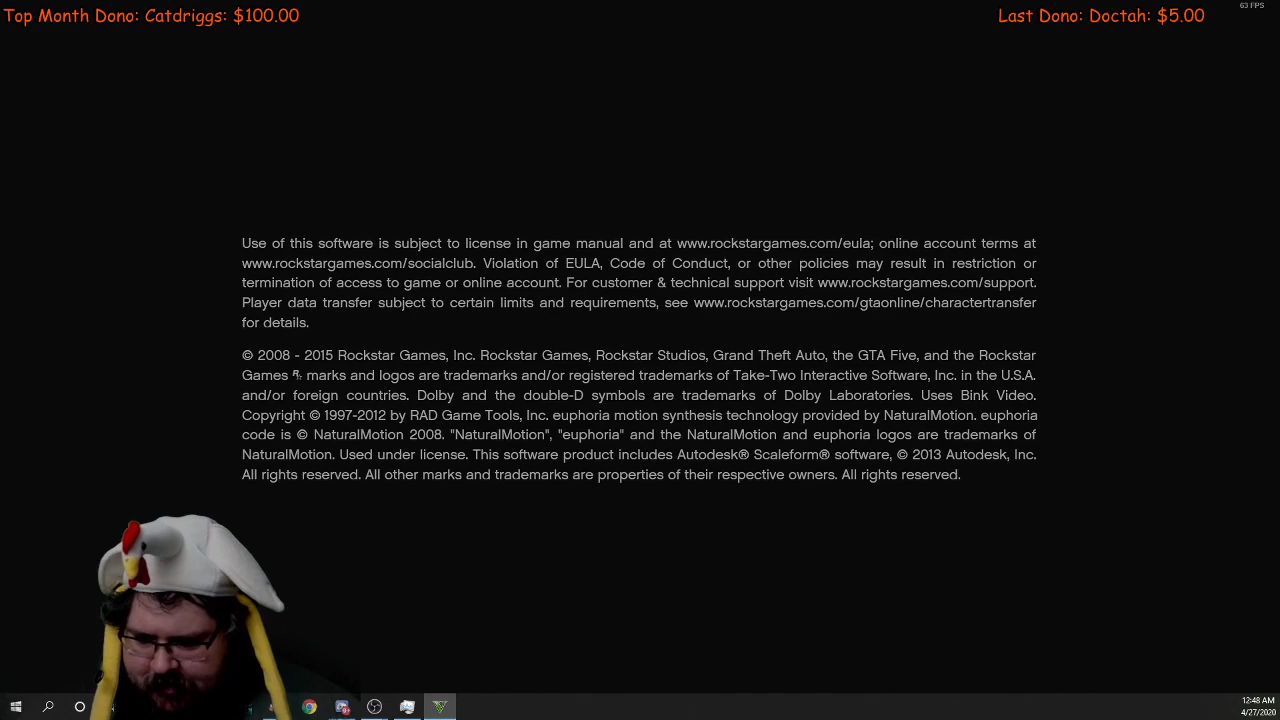 Top Month Dono: Catdriggs: $100.00
Last Dono: Doctah: $5.00
63 FPS
Use of this software is subject to license in game manual and at www.rockstargames.com/eula; online account terms at
www.rockstargames.com/socialclub. Violation of EULA, Code of Conduct, or other policies may result in restriction or
termination of access to game or online account. For customer & technical support visit www.rockstargames.com/support.
Player data transfer subject to certain limits and requirements, see www.rockstargames.com/gtaonline/charactertransfer
for details.
© 2008 - 2015 Rockstar Games, Inc. Rockstar Games, Rockstar Studios, Grand Theft Auto, the GTA Five, and the Rockstar
Games R* marks and logos are trademarks and/or registered trademarks of Take-Two Interactive Software, Inc. in the U.S.A.
and/or foreign countries. Dolby and the double-D symbols are trademarks of Dolby Laboratories. Uses Bink Video.
Copyright © 1997-2012 by RAD Game Tools, Inc. euphoria motion synthesis technology provided by NaturalMotion. euphoria
code is © NaturalMotion 2008. "NaturalMotion", "euphoria" and the NaturalMotion and euphoria logos are trademarks of
NaturalMotion. Used under license. This software product includes Autodesk® Scaleform® software, © 2013 Autodesk, Inc.
All rights reserved. All other marks and trademarks are properties of their respective owners. All rights reserved.
12:48 AM
4/27/2020